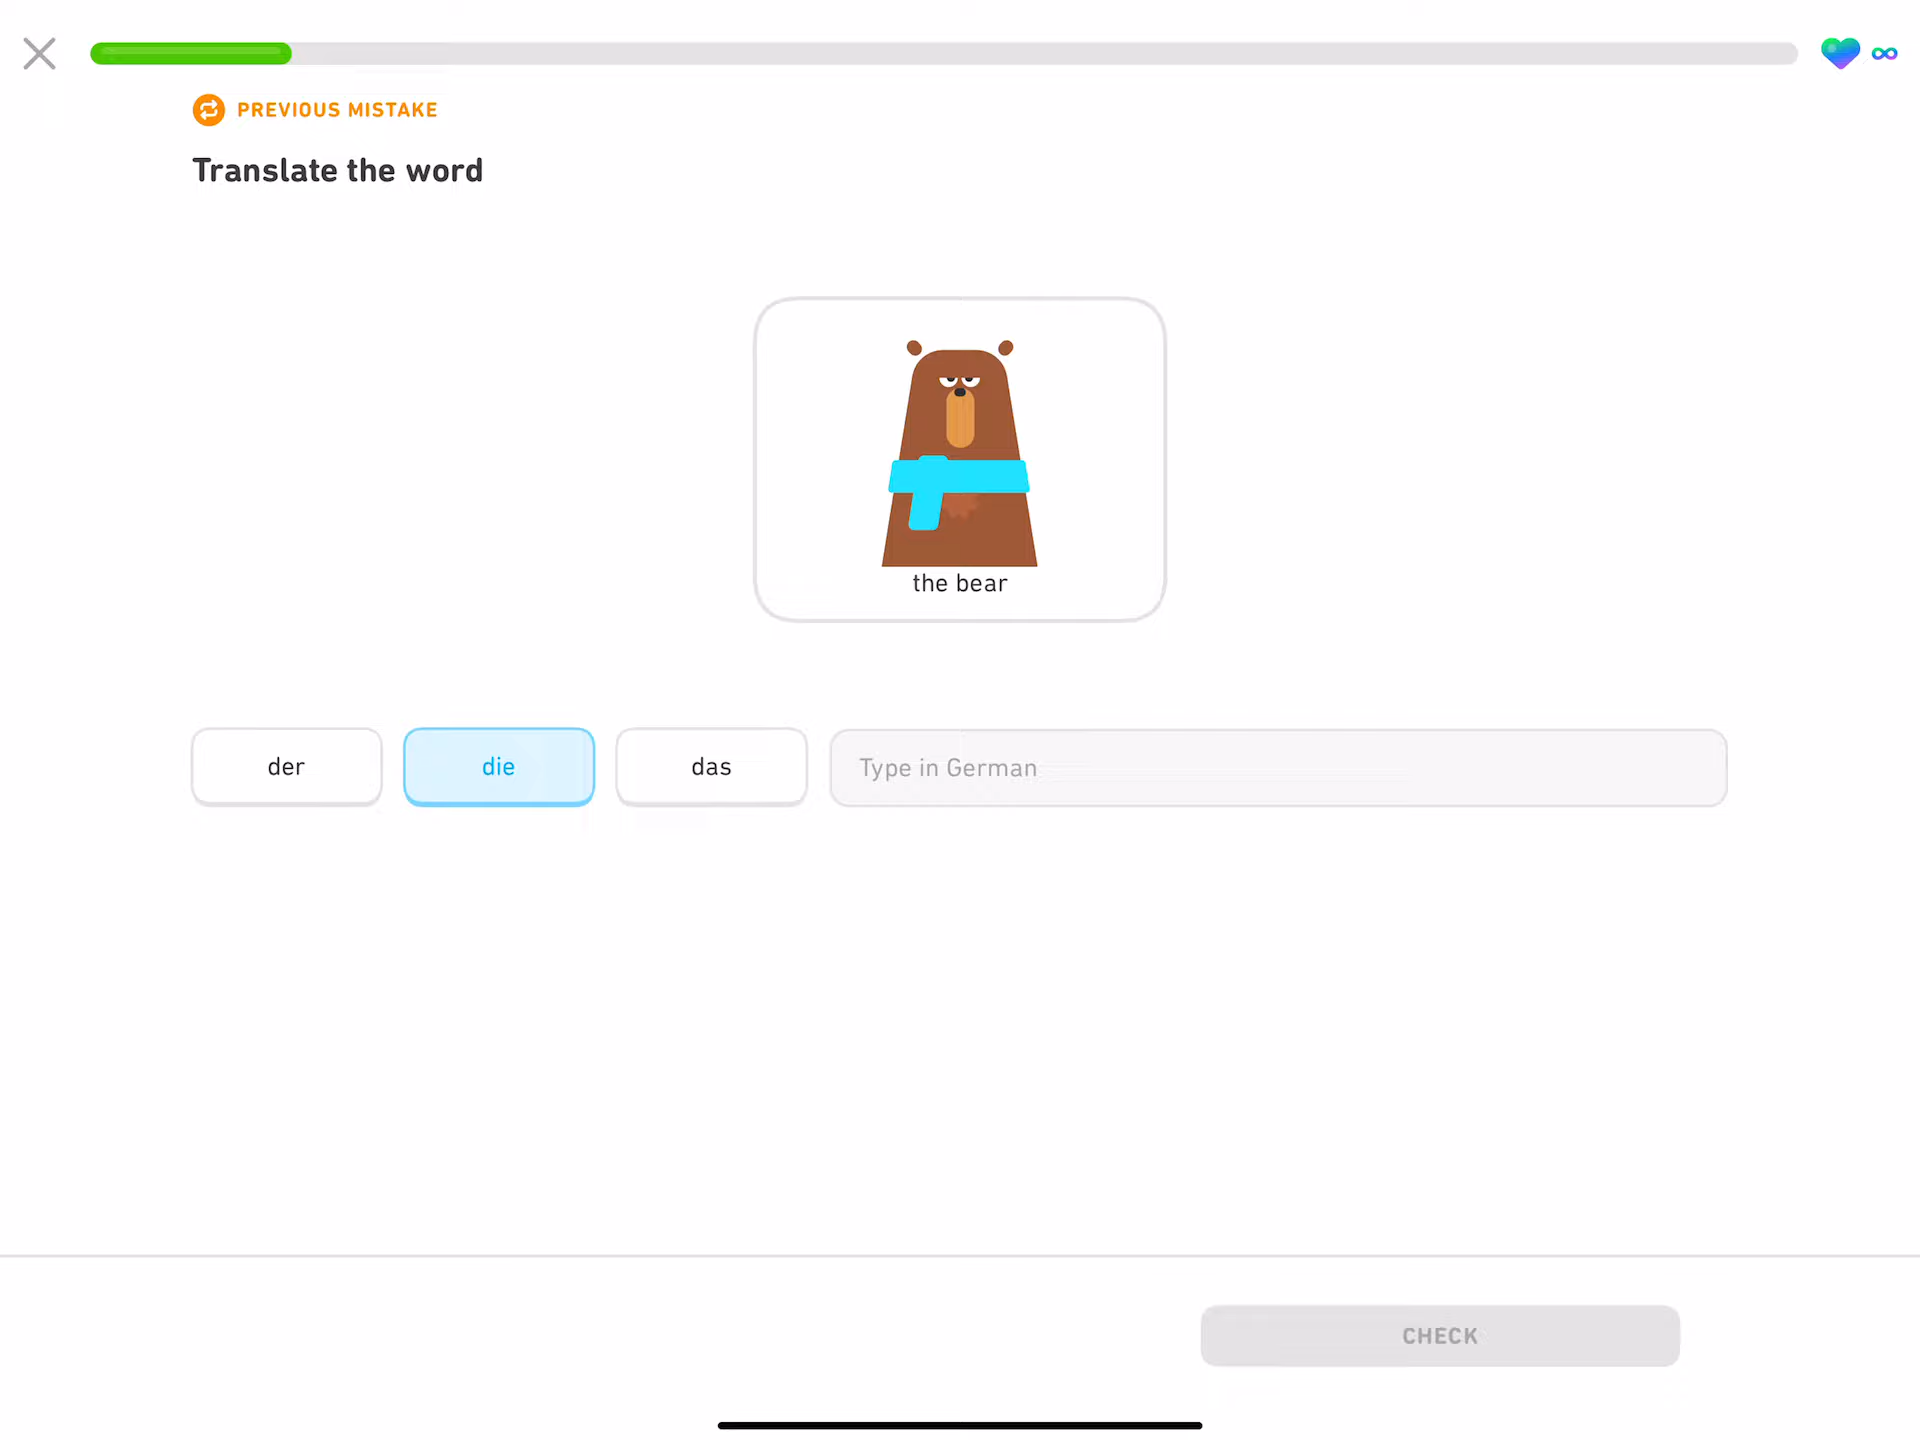 PREVIOUS MISTAKE
Translate the word
the bear
der die das Type in German
CHECK